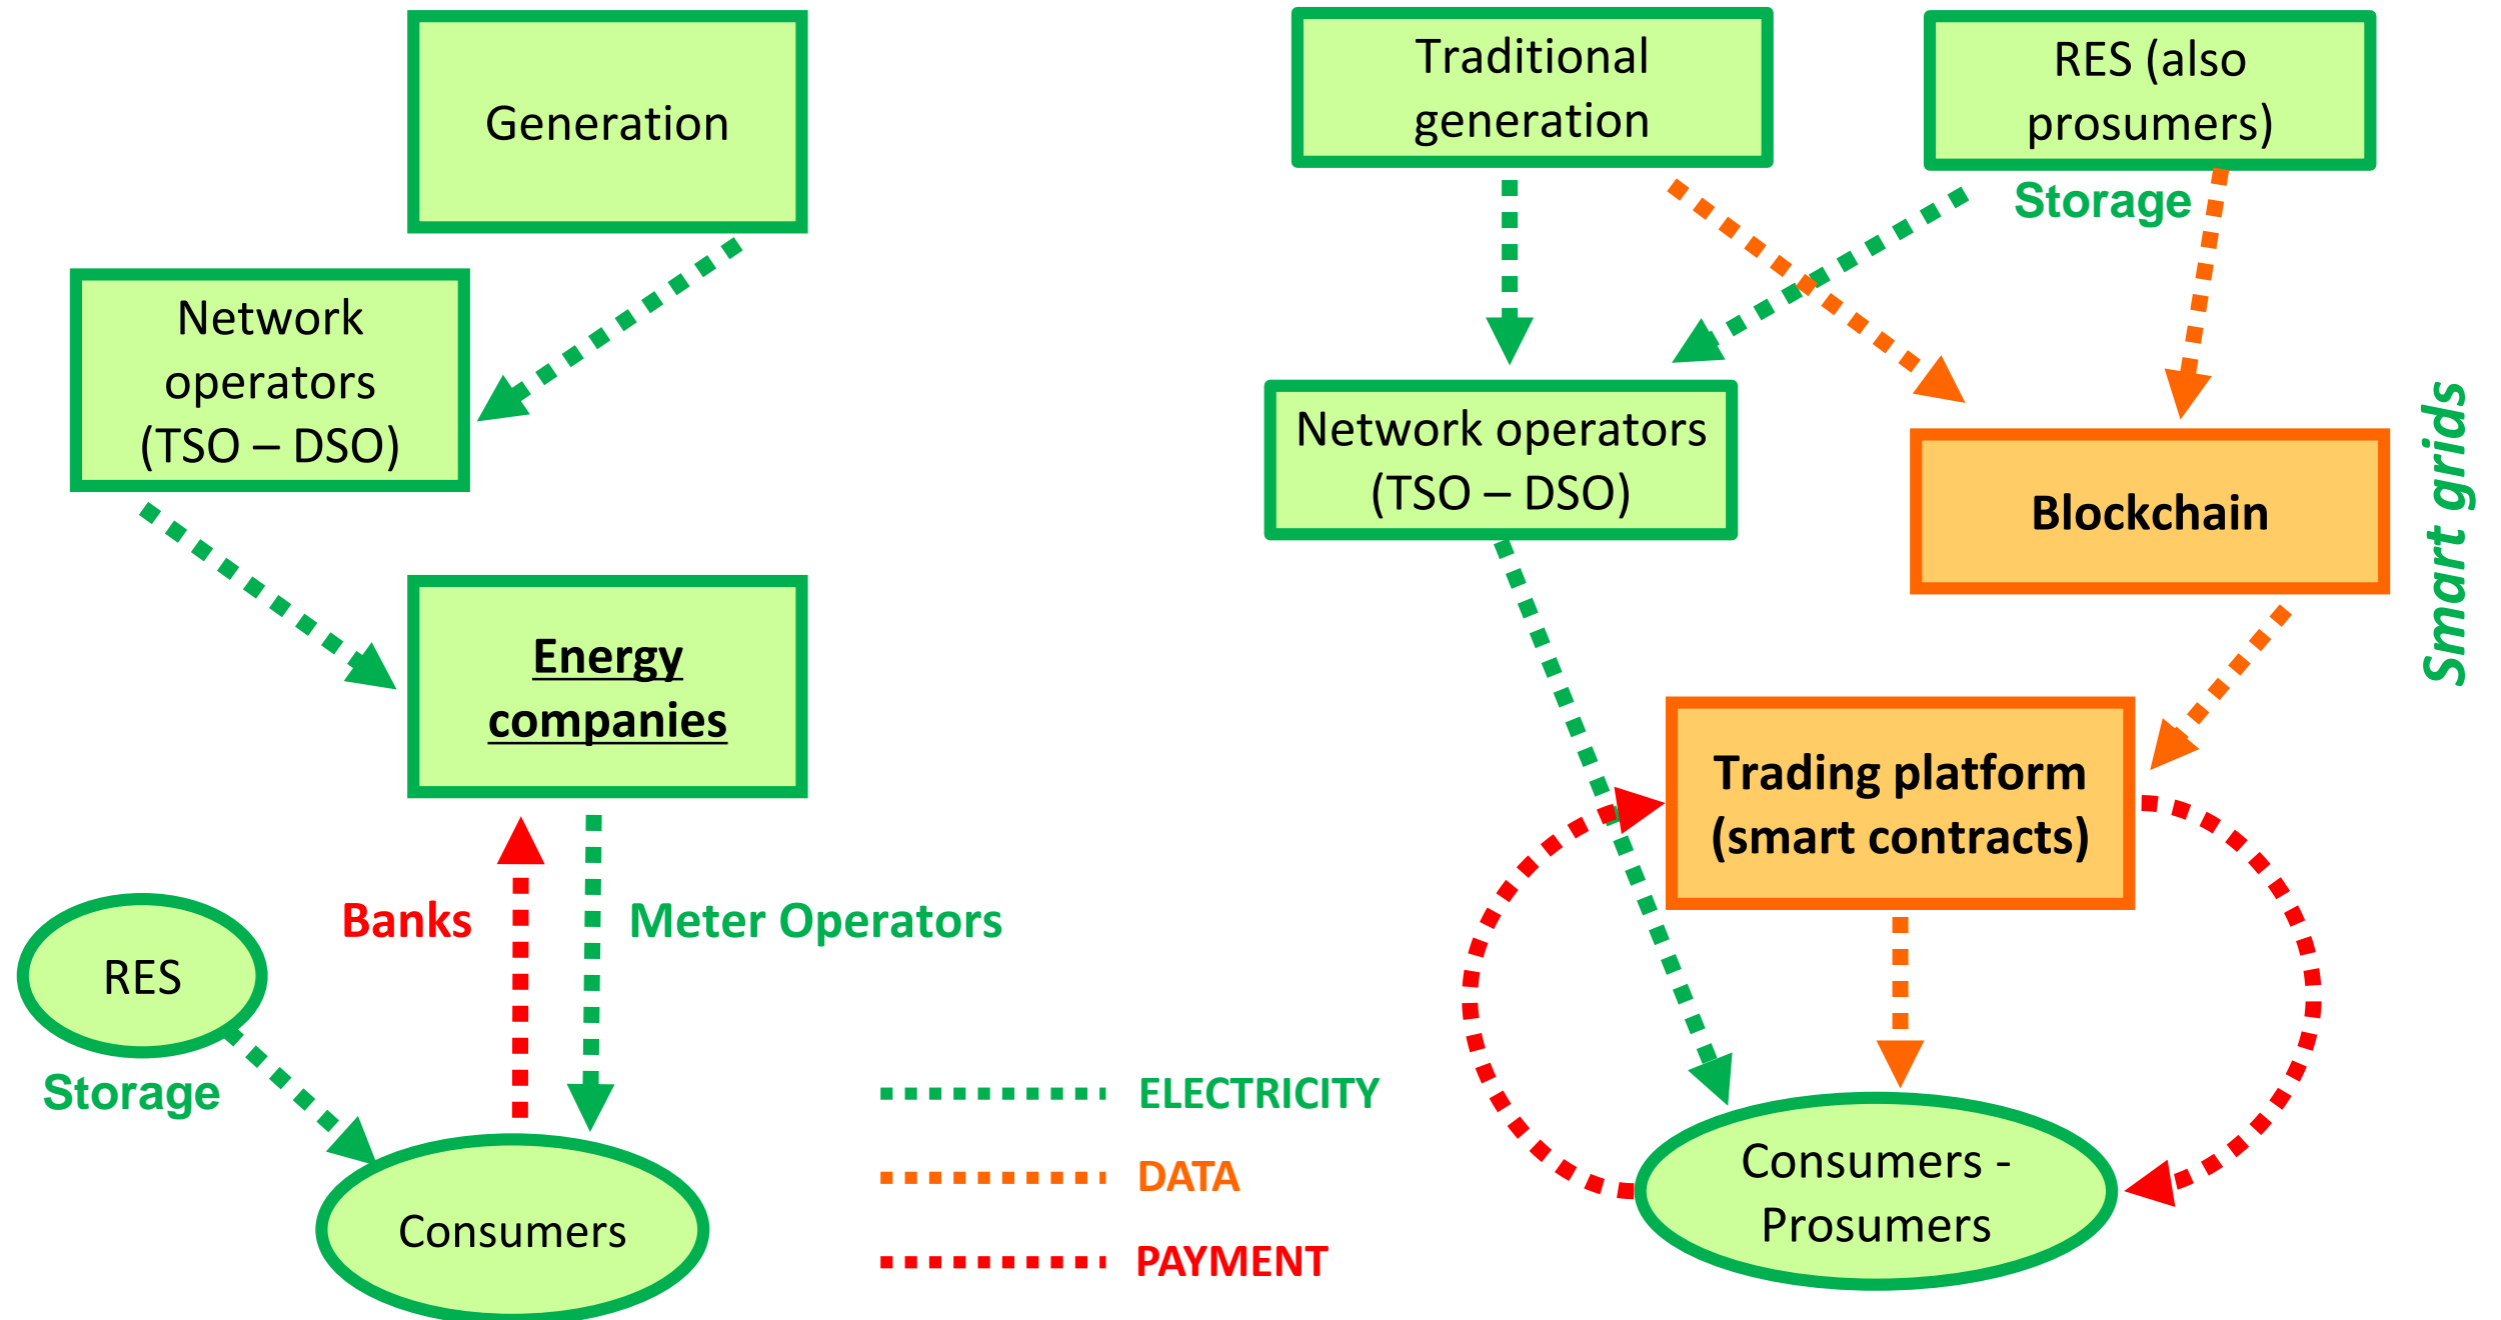 Generation
Network
operators
(TSO – DSO)
Energy
companies
Banks
Meter Operators
RES
Storage
Consumers
ELECTRICITY
DATA
PAYMENT
Traditional
generation
RES (also
prosumers)
Storage
Network operators
(TSO – DSO)
Blockchain
Smart grids
Trading platform
(smart contracts)
Consumers -
Prosumers